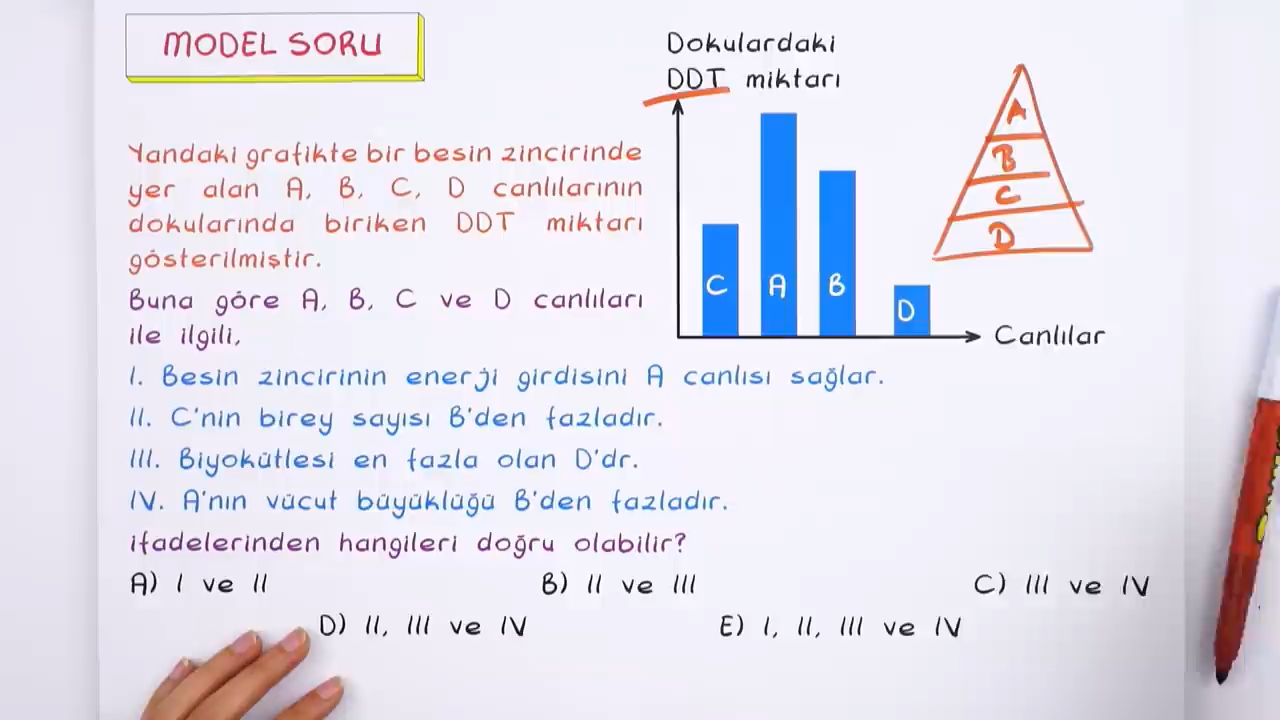 MODEL SORU
Yandaki grafikte bir besin zincirinde
yer alan A, B, C, D canlılarının
dokularında biriken DDT miktarı
gösterilmiştir.
Buna göre A, B, C ve D canlıları
ile ilgili,
I. Besin zincirinin enerji girdisini A canlısı sağlar.
II. C'nin birey sayısı B'den fazladır.
III. Biyokütlesi en fazla olan D'dr.
IV. A'nın vücut büyüklüğü B'den fazladır.
ifadelerinden hangileri doğru olabilir?
A) I ve II
B) II ve III
C) III ve IV
D) II, III ve IV
E) I, II, III ve IV
Dokulardaki
DDT miktarı
C
A
B
D
Canlılar
A
B
C
D